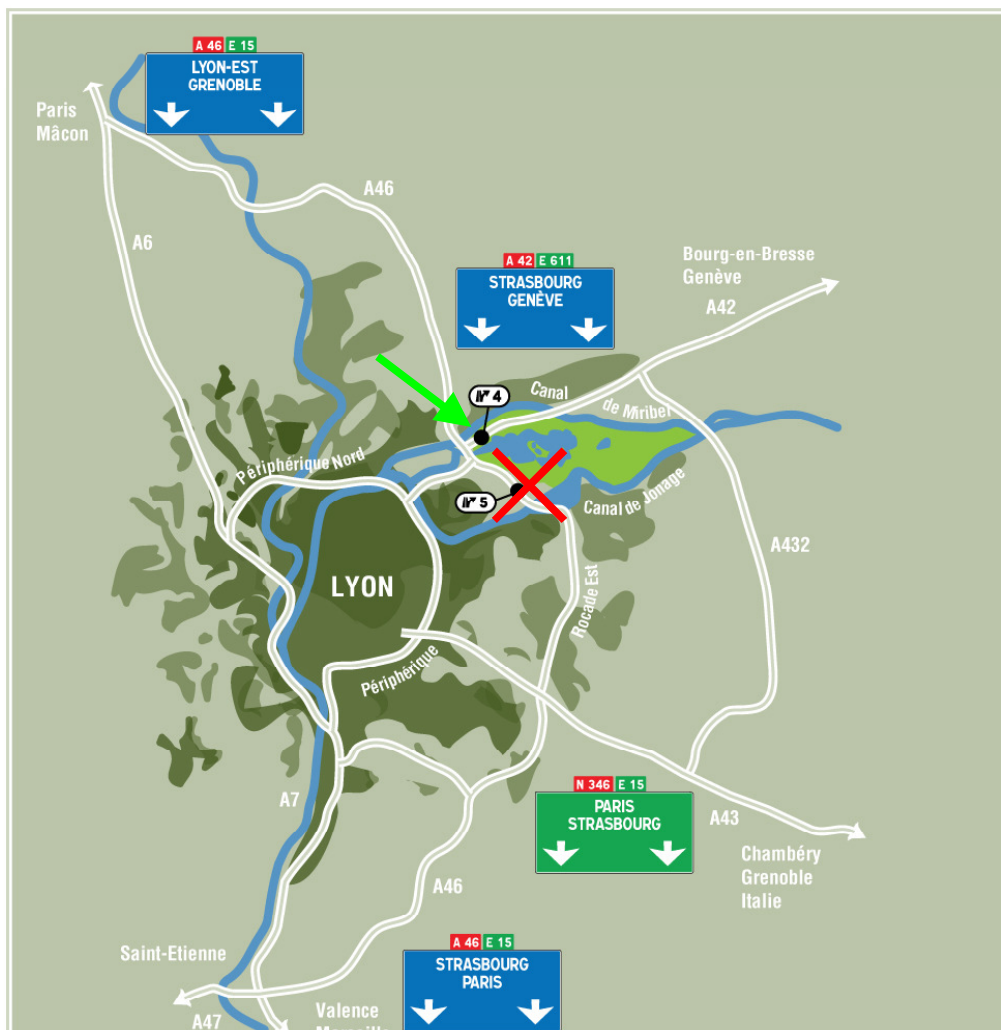 A 46 E 15
LYON-EST
GRENOBLE
Paris
Mâcon
A46
A6
A 42 E 611
STRASBOURG
GENÈVE
Bourg-en-Bresse
Genève
A42
4
Canal
de Miribel
Périphérique Nord
5
Canal de Jonage
A432
LYON
Rocade Est
Périphérique
N 346 E 15
PARIS
STRASBOURG
A7
A43
Chambéry
Grenoble
Italie
A46
Saint-Etienne
A 46 E 15
STRASBOURG
PARIS
A47
Valence